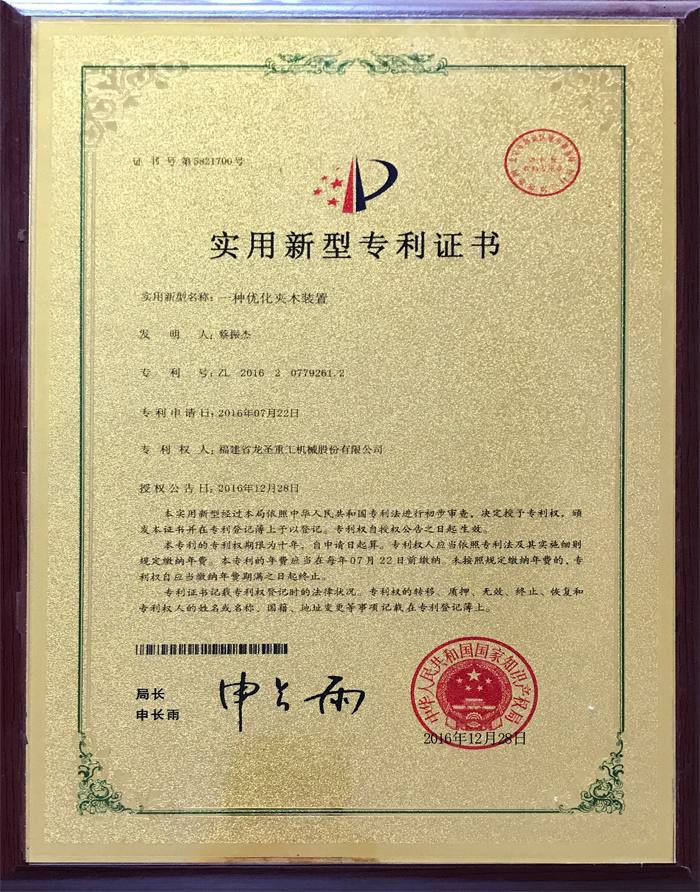 证书号第5821700号
实用新型专利证书
实用新型名称：一种优化夹木装置
发明人：蔡振杰
专利号：ZL 2016 2 0779261.2
专利申请日：2016年07月22日
专利权人：福建省龙圣重工机械股份有限公司
授权公告日：2016年12月28日
本实用新型经过本局依照中华人民共和国专利法进行初步审查，决定授予专利权，颁
发本证书并在专利登记簿上予以登记。专利权自授权公告之日起生效。
本专利的专利权期限为十年，自申请日起算。专利权人应当依照专利法及其实施细则
规定缴纳年费。本专利的年费应当在每年07月22日前缴纳。未按照规定缴纳年费的，专
利权自应当缴纳年费期满之日起终止。
专利证书记载专利权登记时的法律状况。专利权的转移、质押、无效、终止、恢复和
专利权人的姓名或名称、国籍、地址变更等事项记载在专利登记簿上。
局长
申长雨
申长雨
中华人民共和国国家知识产权局
2016年12月28日